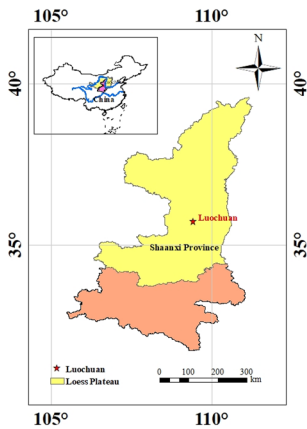 105° 110°
N
40° 40°
China
Luochuan
Shaanxi Province
35° 35°
Luochuan
Loess Plateau
0 100 200 300
km
105° 110°